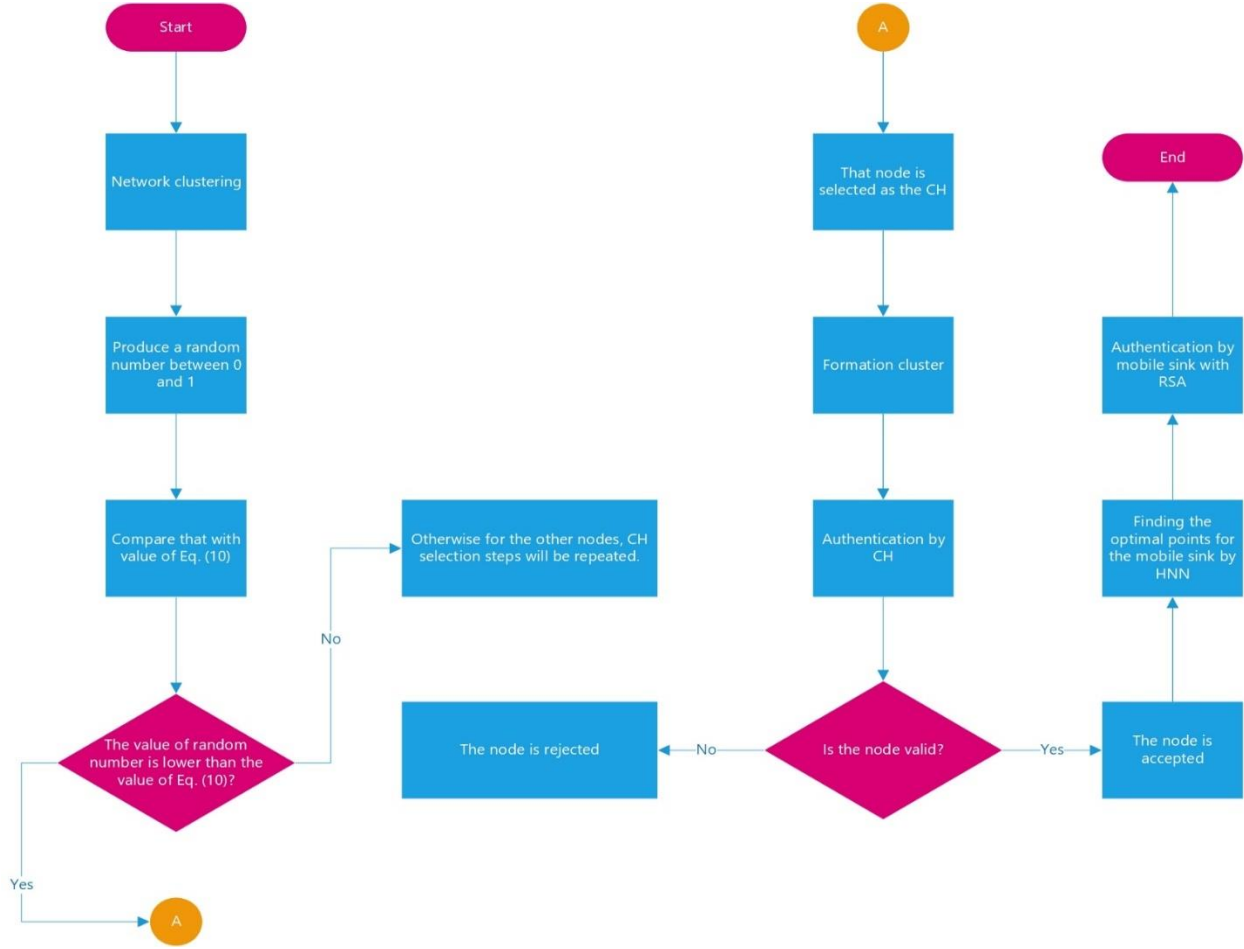 Start
Network clustering
Produce a random
number between 0
and 1
Compare that with
value of Eq. (10)
The value of random
number is lower than the
value of Eq. (10)?
Yes
A
No
Otherwise for the other nodes, CH
selection steps will be repeated.
A
That node is
selected as the CH
Formation cluster
Authentication by
CH
Is the node valid?
No
The node is rejected
Yes
The node is
accepted
Finding the
optimal points for
the mobile sink by
HNN
Authentication by
mobile sink with
RSA
End